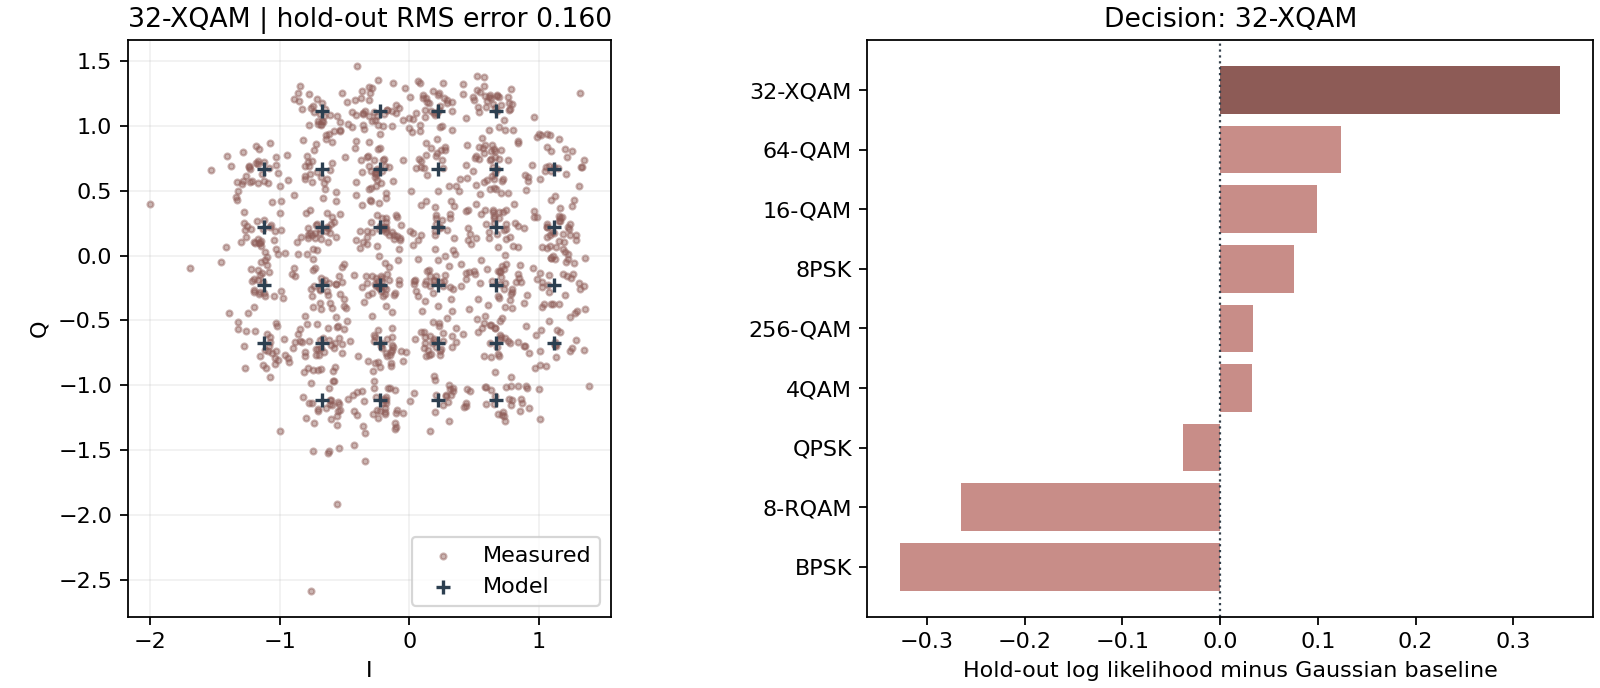 32-XQAM | hold-out RMS error 0.160
1.5
1.0
0.5
0.0
−0.5
−1.0
−1.5
−2.0
−2.5
Q
−2
−1
0
1
I
Measured
Model
Decision: 32-XQAM
32-XQAM
64-QAM
16-QAM
8PSK
256-QAM
4QAM
QPSK
8-RQAM
BPSK
−0.3
−0.2
−0.1
0.0
0.1
0.2
0.3
Hold-out log likelihood minus Gaussian baseline